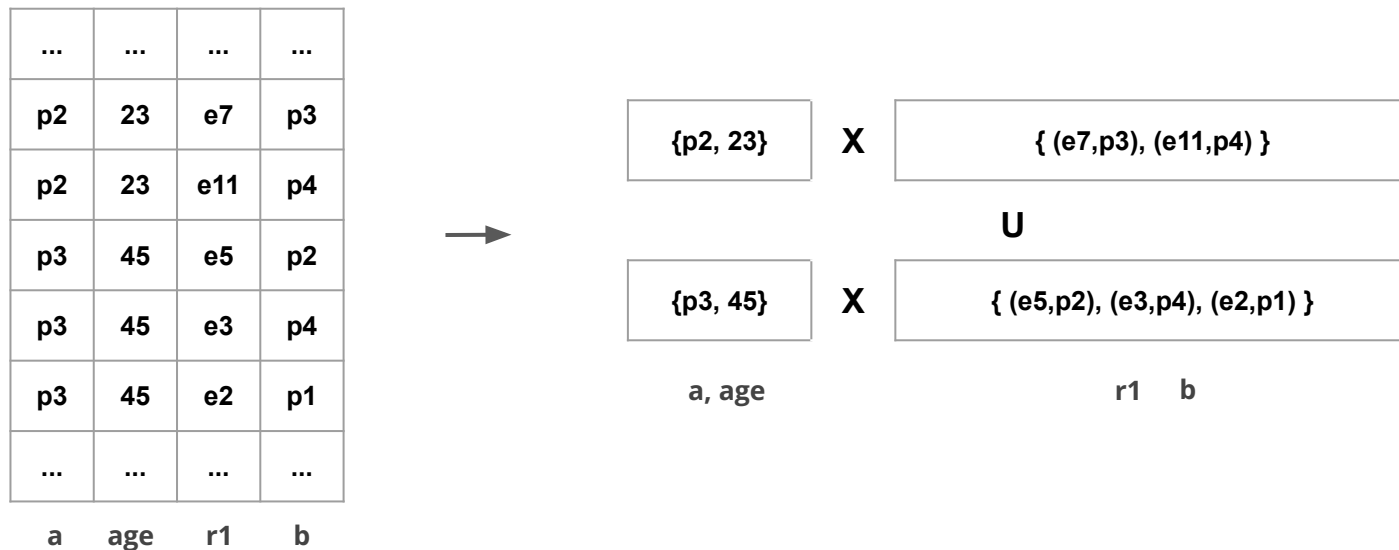 ... ... ... ...
p2 23 e7 p3
p2 23 e11 p4
p3 45 e5 p2
p3 45 e3 p4
p3 45 e2 p1
... ... ... ...
a age r1 b
{p2, 23} X { (e7,p3), (e11,p4) }
U
{p3, 45} X { (e5,p2), (e3,p4), (e2,p1) }
a, age r1 b